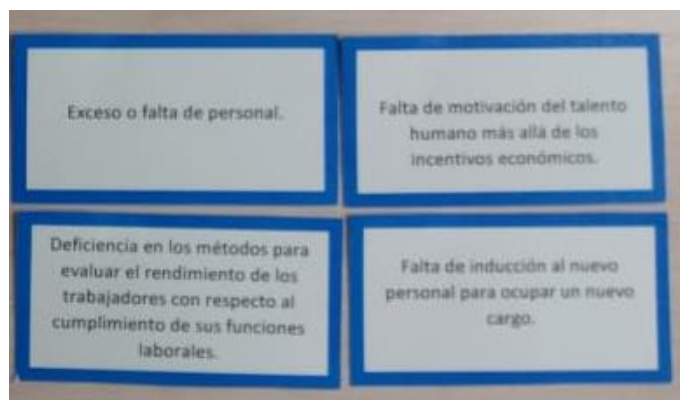 Exceso o falta de personal.
Falta de motivación del talento
humano más allá de los
incentivos económicos.
Deficiencia en los métodos para
evaluar el rendimiento de los
trabajadores con respecto al
cumplimiento de sus funciones
laborales.
Falta de inducción al nuevo
personal para ocupar un nuevo
cargo.